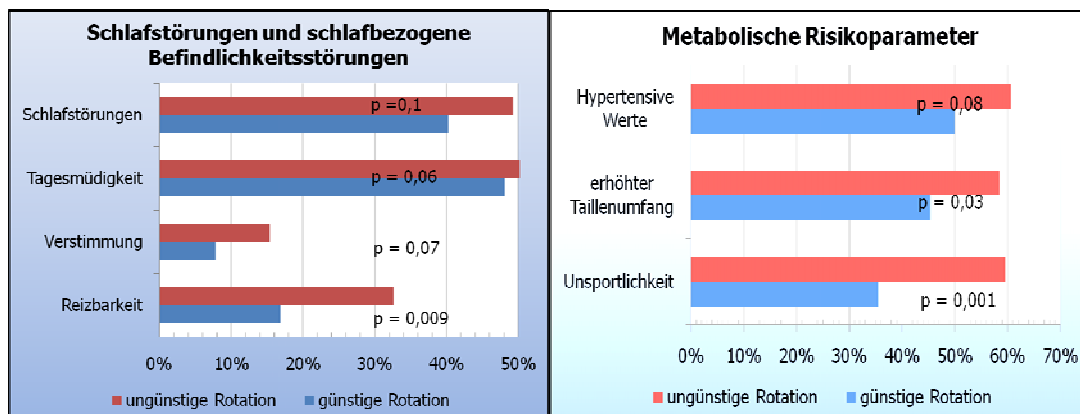 Schlafstörungen und schlafbezogene
Befindlichkeitsstörungen
Schlafstörungen
p =0,1
Tagesmüdigkeit
p = 0,06
Verstimmung
p = 0,07
Reizbarkeit
p = 0,009
0% 10% 20% 30% 40% 50%
ungünstige Rotation günstige Rotation
Metabolische Risikoparameter
Hypertensive
Werte
p = 0,08
erhöhter
Taillenumfang
p = 0,03
Unsportlichkeit
p = 0,001
0% 10% 20% 30% 40% 50% 60% 70%
ungünstige Rotation günstige Rotation